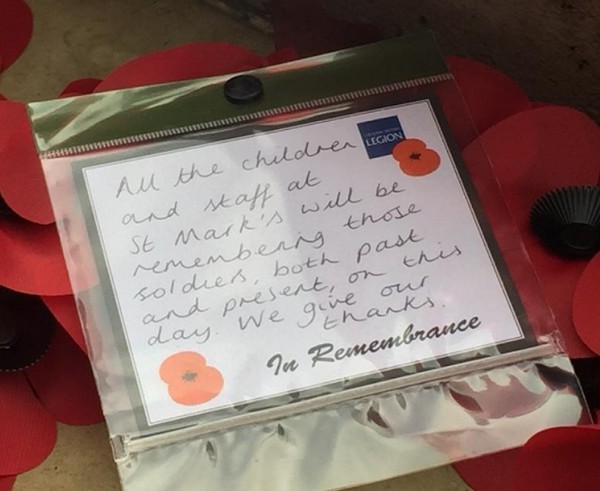 All the children
and staff at
St Mark's will be
remembering those
soldiers, both past
and present, on this
day. We give our
thanks.
LEGION
In Remembrance